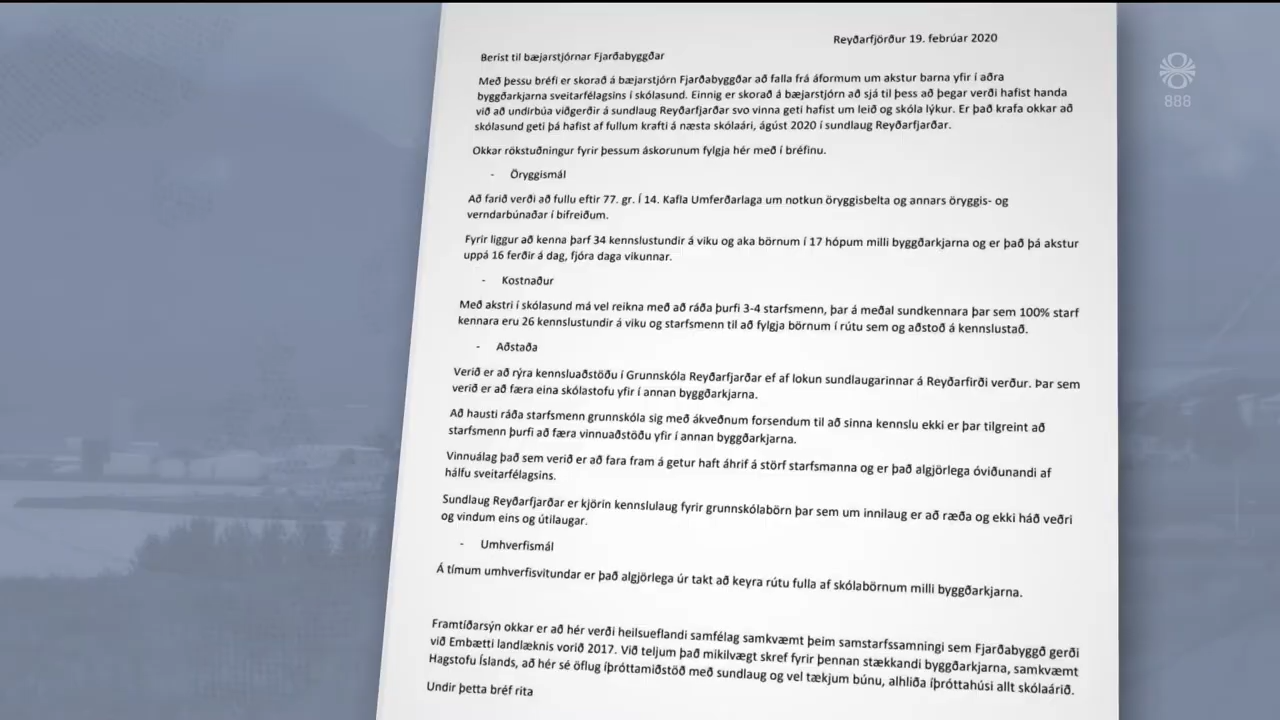 Reyðarfjörður 19. febrúar 2020
Berist til bæjarstjórnar Fjarðabyggðar
888
Með þessu bréfi er skorað á bæjarstjórn Fjarðabyggðar að falla frá áformum um akstur barna yfir í aðra
byggðarkjarna sveitarfélagsins í skólasund. Einnig er skorað á bæjarstjórn að sjá til þess að þegar verði hafist handa
við að undirbúa viðgerðir á sundlaug Reyðarfjarðar svo vinna geti hafist um leið og skóla lýkur. Er það krafa okkar að
skólasund geti þá hafist af fullum krafti á næsta skólaári, ágúst 2020 í sundlaug Reyðarfjarðar.
Okkar rökstuðningur fyrir þessum áskorunum fylgja hér með í bréfinu.
- Öryggismál
Að farið verði að fullu eftir 77. gr. Í 14. Kafla Umferðarlaga um notkun öryggisbelta og annars öryggis- og
verndarbúnaðar í bifreiðum.
Fyrir liggur að kenna þarf 34 kennslustundir á viku og aka börnum í 17 hópum milli byggðarkjarna og er það þá akstur
uppá 16 ferðir á dag, fjóra daga vikunnar.
- Kostnaður
Með akstri í skólasund má vel reikna með að ráða þurfi 3-4 starfsmenn, þar á meðal sundkennara þar sem 100% starf
kennara eru 26 kennslustundir á viku og starfsmenn til að fylgja börnum í rútu sem og aðstoð á kennslustað.
- Aðstaða
Verið er að rýra kennsluaðstöðu í Grunnskóla Reyðarfjarðar ef af lokun sundlaugarinnar á Reyðarfirði verður. Þar sem
verið er að færa eina skólastofu yfir í annan byggðarkjarna.
Að hausti ráða starfsmenn grunnskóla sig með ákveðnum forsendum til að sinna kennslu ekki er þar tilgreint að
starfsmenn þurfi að færa vinnuaðstöðu yfir í annan byggðarkjarna.
Vinnuálag það sem verið er að fara fram á getur haft áhrif á störf starfsmanna og er það algjörlega óviðunandi af
hálfu sveitarfélagsins.
Sundlaug Reyðarfjarðar er kjörin kennslulaug fyrir grunnskólabörn þar sem um innilaug er að ræða og ekki háð veðri
og vindum eins og útilaugar.
- Umhverfismál
Á tímum umhverfisvitundar er það algjörlega úr takt að keyra rútu fulla af skólabörnum milli byggðarkjarna.
Framtíðarsýn okkar er að hér verði heilsueflandi samfélag samkvæmt þeim samstarfssamningi sem Fjarðabyggð gerði
við Embætti landlæknis vorið 2017. Við teljum það mikilvægt skref fyrir þennan stækkandi byggðarkjarna, samkvæmt
Hagstofu Íslands, að hér sé öflug íþróttamiðstöð með sundlaug og vel tækjum búnu, alhliða íþróttahúsi allt skólaárið.
Undir þetta bréf rita